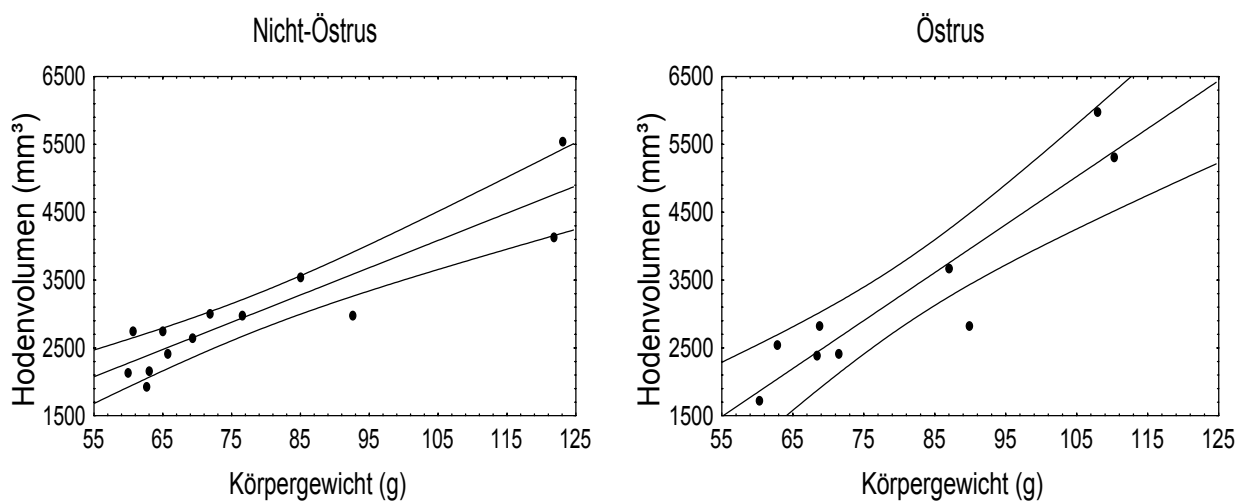 Nicht-Östrus
Hodenvolumen (mm³)
6500
5500
4500
3500
2500
1500
55 65 75 85 95 105 115 125
Körpergewicht (g)
Östrus
Hodenvolumen (mm³)
6500
5500
4500
3500
2500
1500
55 65 75 85 95 105 115 125
Körpergewicht (g)